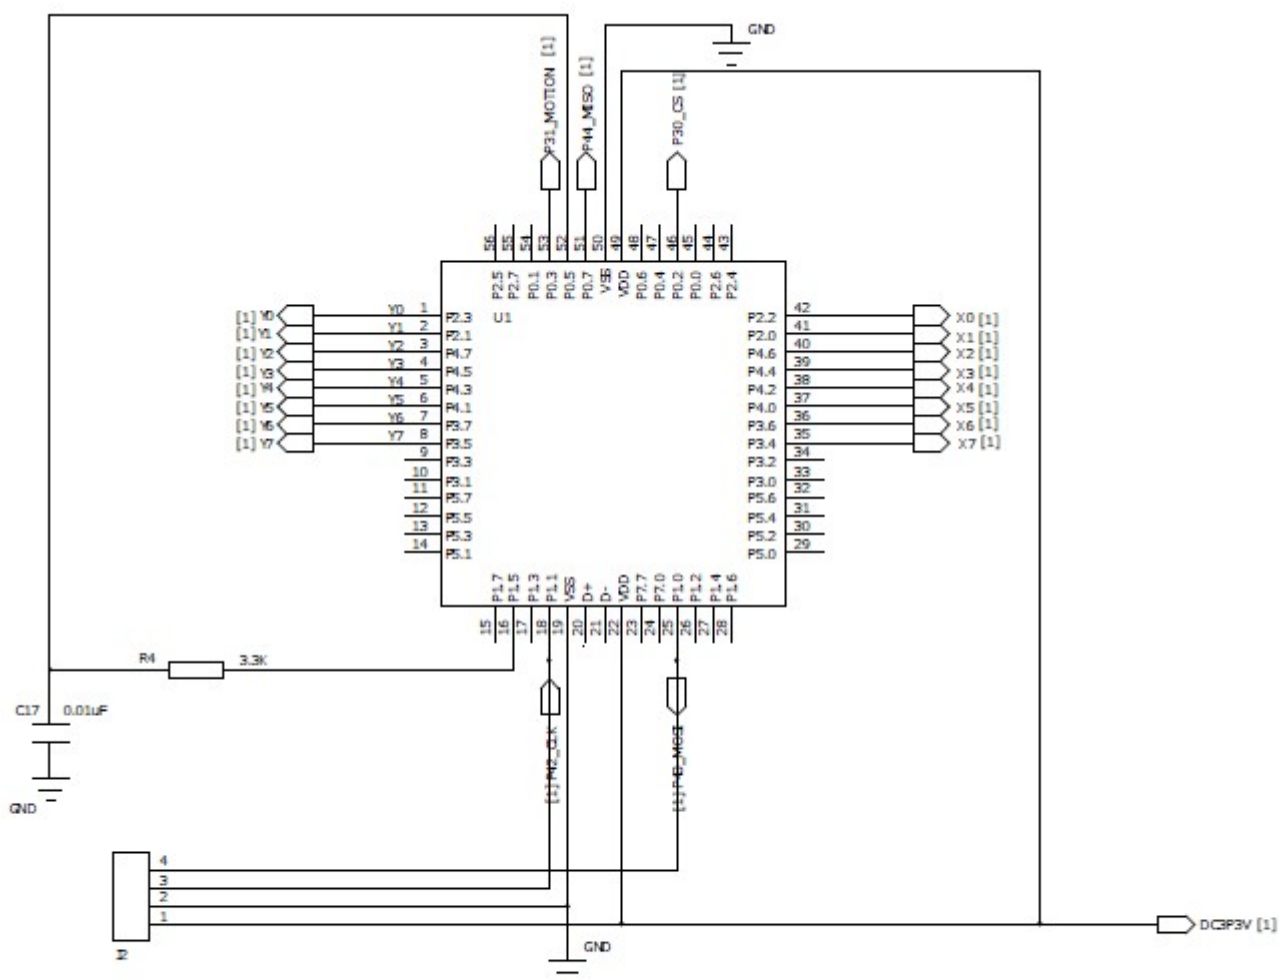 GND
P31_MOTION [1]
P44_MISO [1]
P30_CS [1]
56 55 54 53 52 51 50 49 48 47 46 45 44 43
P2.5 P2.7 P0.1 P0.3 P0.5 P0.7 VSS VDD P0.6 P0.4 P0.2 P0.0 P2.6 P2.4
U1
[1] Y0 Y0 1 P2.3
[1] Y1 Y1 2 P2.1
[1] Y2 Y2 3 P4.7
[1] Y3 Y3 4 P4.5
[1] Y4 Y4 5 P4.3
[1] Y5 Y5 6 P4.1
[1] Y6 Y6 7 P3.7
[1] Y7 Y7 8 P3.5
9 P3.3
10 P3.1
11 P5.7
12 P5.5
13 P5.3
14 P5.1
P2.2 42 X0 [1]
P2.0 41 X1 [1]
P4.6 40 X2 [1]
P4.4 39 X3 [1]
P4.2 38 X4 [1]
P4.0 37 X5 [1]
P3.6 36 X6 [1]
P3.4 35 X7 [1]
P3.2 34
P3.0 33
P5.6 32
P5.4 31
P5.2 30
P5.0 29
P1.7 P1.5 P1.3 P1.1 VSS D+ D- VDD P7.7 P7.0 P1.0 P1.2 P1.4 P1.6
15 16 17 18 19 20 21 22 23 24 25 26 27 28
R4 3.3K
C17 0.01uF
GND
[1] P42_CLK
[1] P43_MOSI
4
3
2
1
J2
GND
DC3P3V [1]